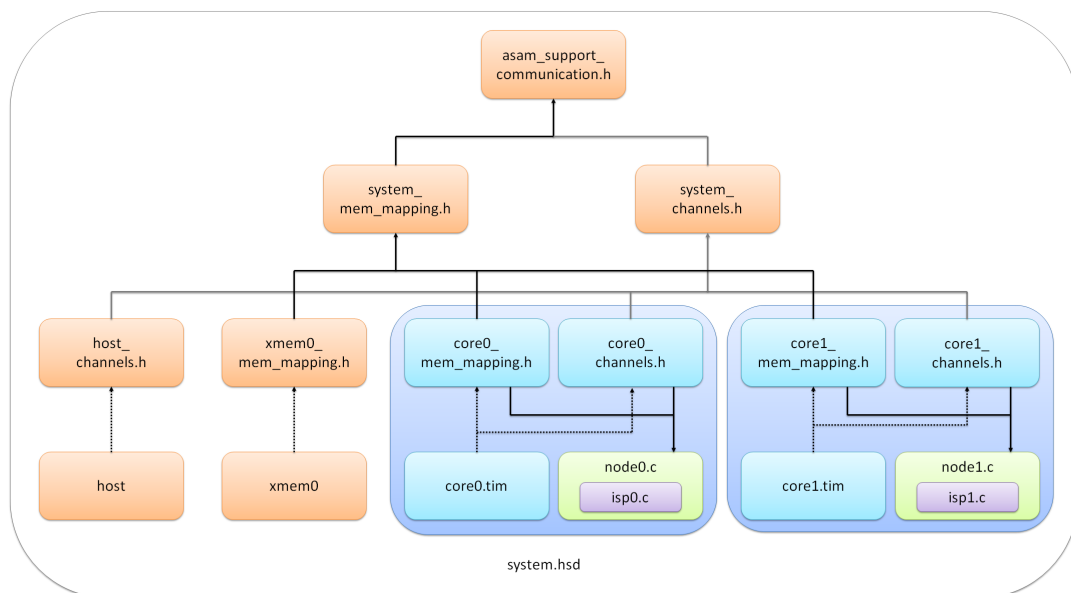 asam_support_
communication.h
system_
mem_mapping.h
system_
channels.h
host_
channels.h
xmem0_
mem_mapping.h
core0_
mem_mapping.h
core0_
channels.h
core1_
mem_mapping.h
core1_
channels.h
host
xmem0
core0.tim
node0.c
isp0.c
core1.tim
node1.c
isp1.c
system.hsd